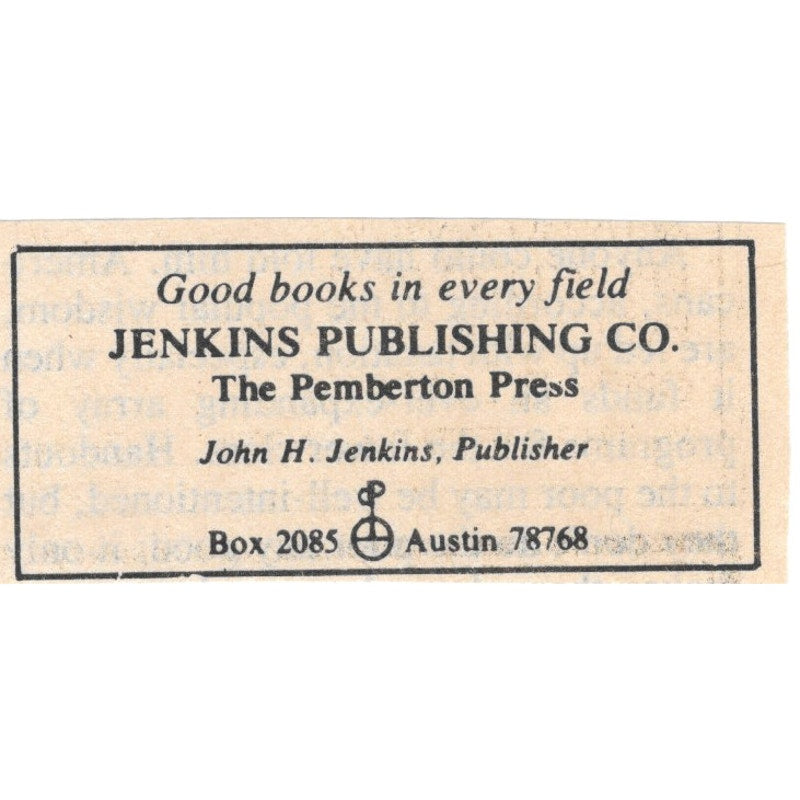 Good books in every field
JENKINS PUBLISHING CO.
The Pemberton Press
John H. Jenkins, Publisher
Box 2085 Austin 78768